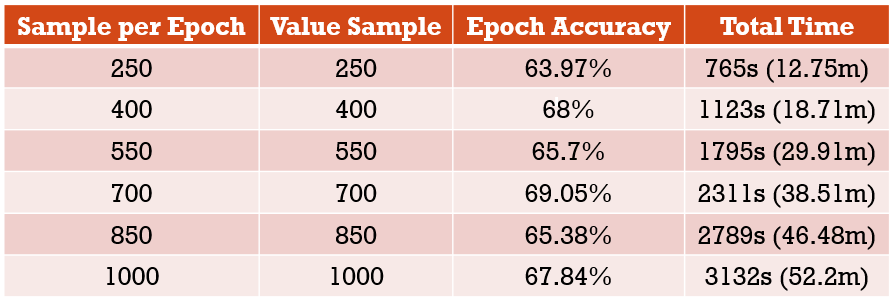 Sample per Epoch Value Sample Epoch Accuracy Total Time
250 250 63.97% 765s (12.75m)
400 400 68% 1123s (18.71m)
550 550 65.7% 1795s (29.91m)
700 700 69.05% 2311s (38.51m)
850 850 65.38% 2789s (46.48m)
1000 1000 67.84% 3132s (52.2m)